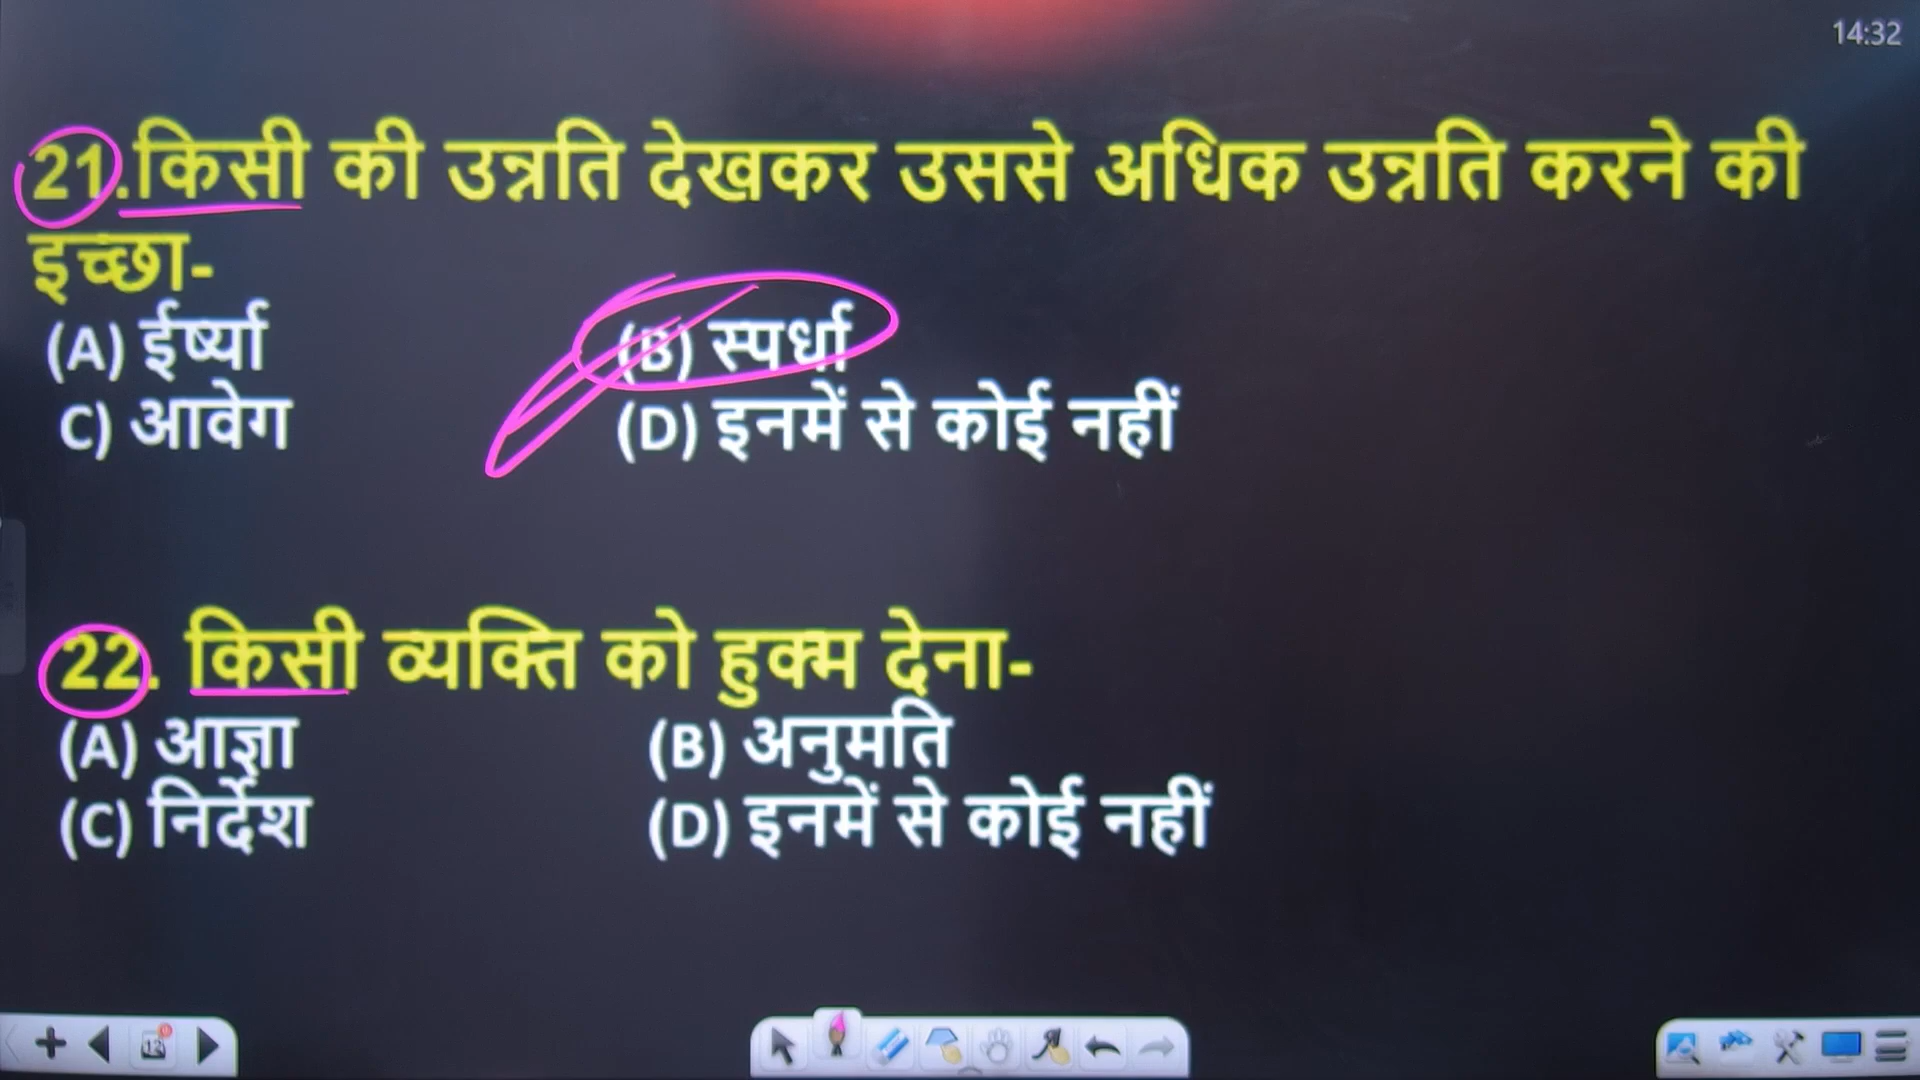 14:32
21.किसी की उन्नति देखकर उससे अधिक उन्नति करने की
इच्छा-
(A) ईर्ष्या (B) स्पर्धा
C) आवेग (D) इनमें से कोई नहीं
22. किसी व्यक्ति को हुक्म देना-
(A) आज्ञा (B) अनुमति
(C) निर्देश (D) इनमें से कोई नहीं
12